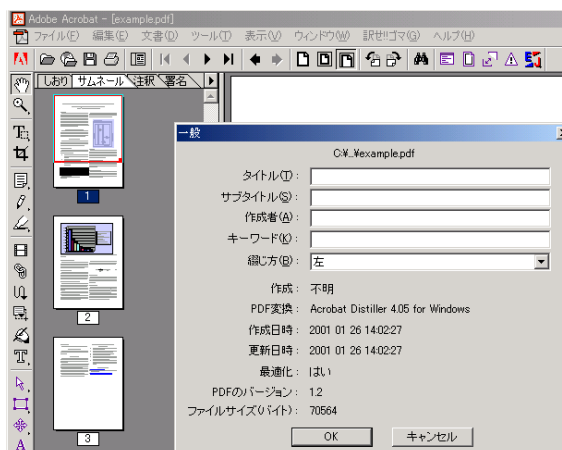 Adobe Acrobat - [example.pdf]
ファイル(F) 編集(E) 文書(D) ツール(T) 表示(V) ウィンドウ(W) 訳せ!!ゴマ(G) ヘルプ(H)
しおり サムネール 注釈 署名
一般
C:¥...¥example.pdf
タイトル(T):
サブタイトル(S):
作成者(A):
キーワード(K):
綴じ方(B): 左
作成: 不明
PDF変換: Acrobat Distiller 4.05 for Windows
作成日時: 2001 01 26 14:02:27
更新日時: 2001 01 26 14:02:27
最適化: はい
PDFのバージョン: 1.2
ファイルサイズ(バイト): 70564
OK キャンセル
1
2
3